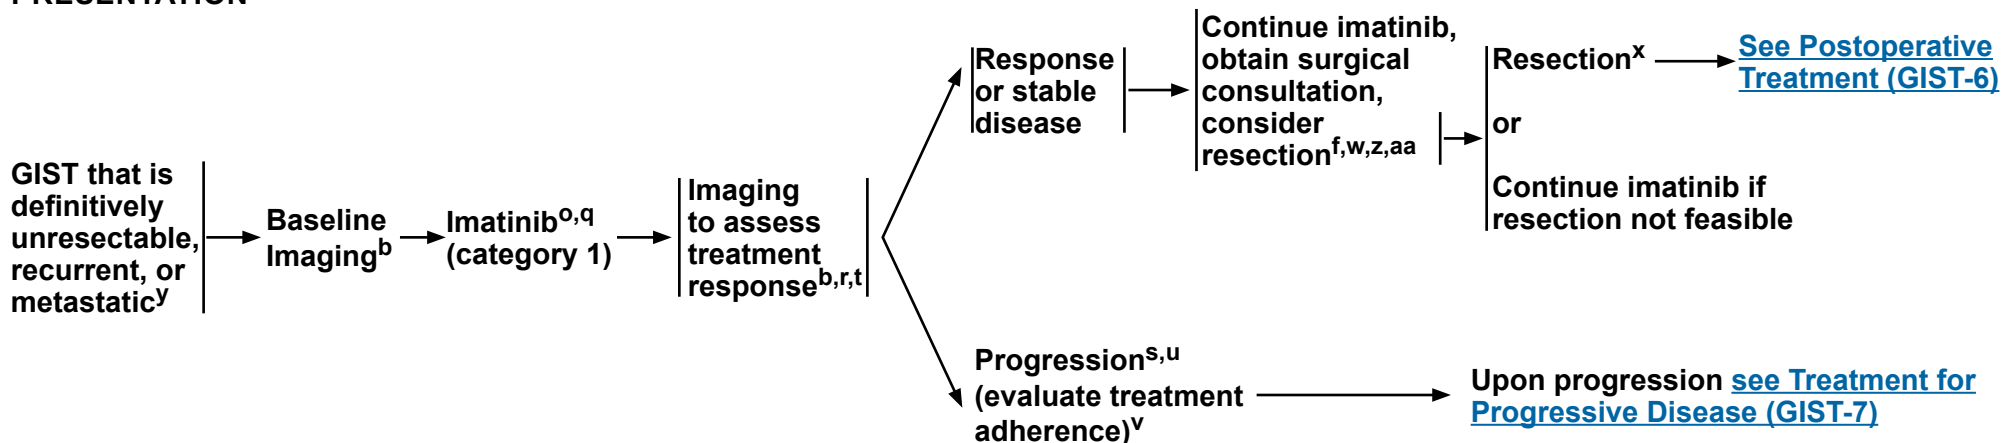 PRESENTATION
GIST that is
definitively
unresectable,
recurrent, or
metastaticʸ
Baseline
Imagingᵇ
Imatinibᵒ,q
(category 1)
Imaging
to assess
treatment
responseᵇ,ʳ,ᵗ
Response
or stable
disease
Continue imatinib,
obtain surgical
consultation,
consider
resectionᶠ,ʷ,ᶻ,ᵃᵃ
Resectionˣ
or
Continue imatinib if
resection not feasible
See Postoperative
Treatment (GIST-6)
Progressionˢ,ᵘ
(evaluate treatment
adherence)ᵛ
Upon progression see Treatment for
Progressive Disease (GIST-7)